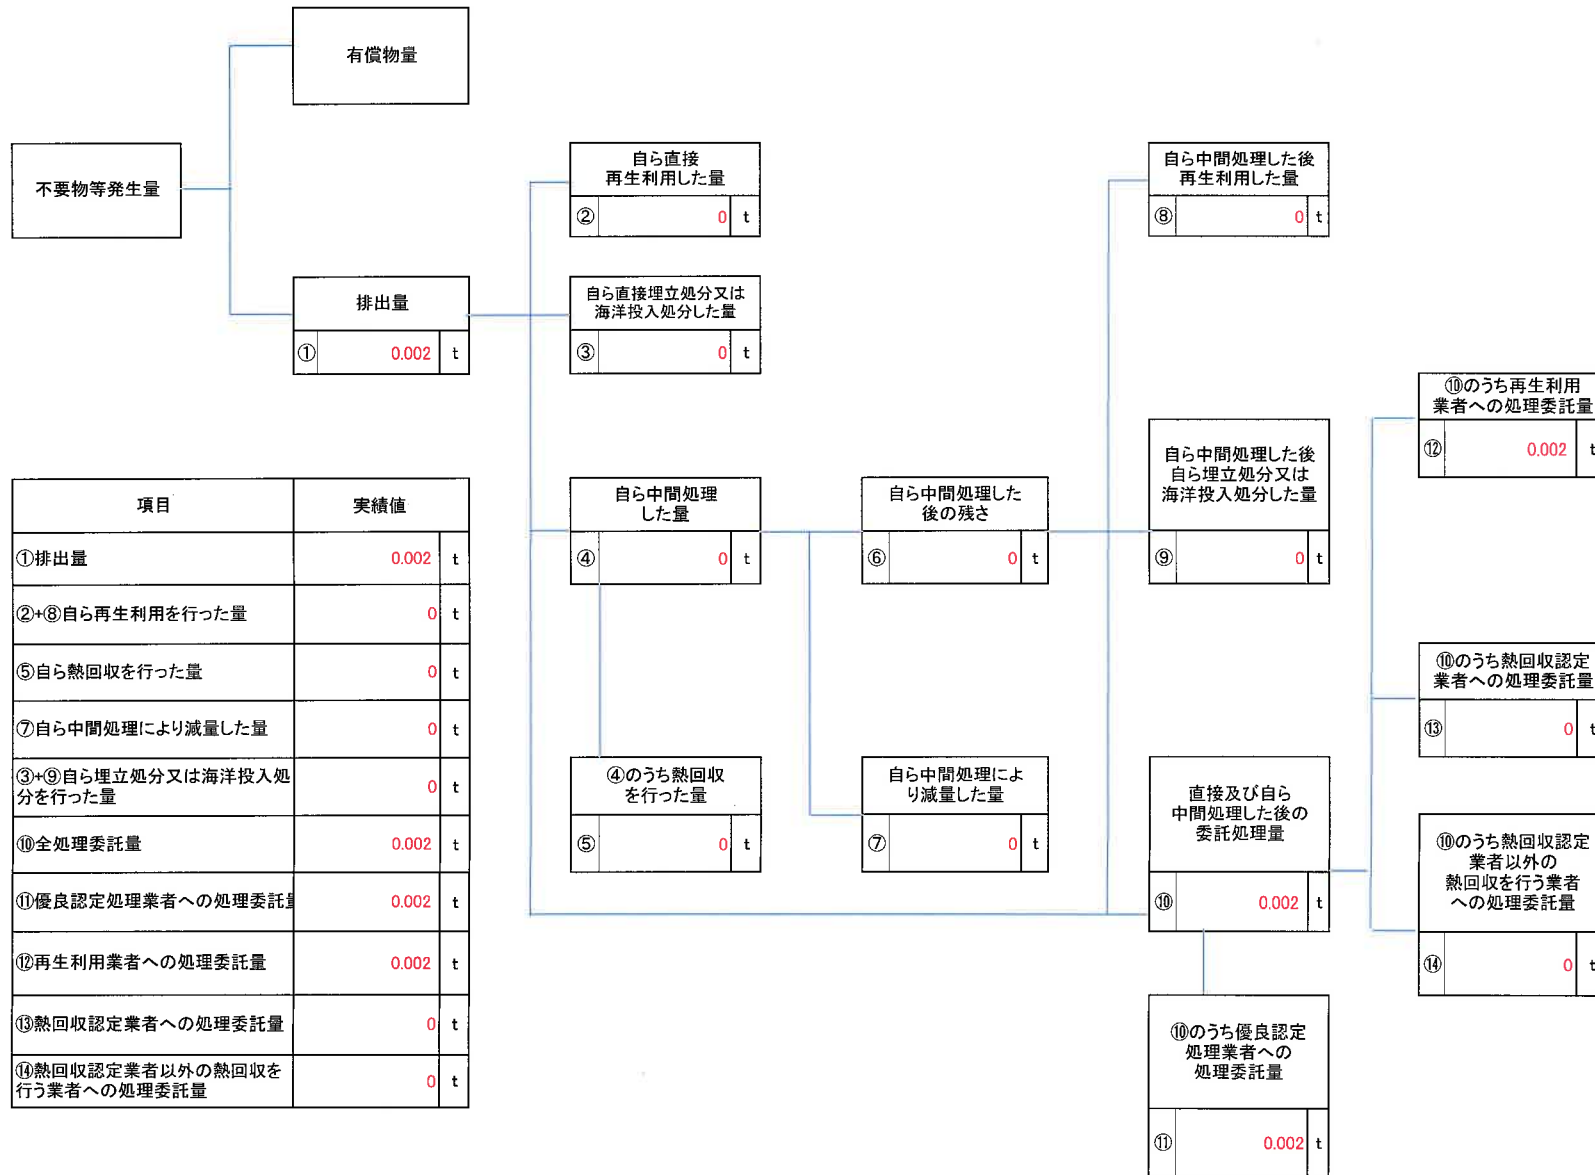 有償物量
不要物等発生量
排出量
① 0.002 t
自ら直接
再生利用した量
② 0 t
自ら直接埋立処分又は
海洋投入処分した量
③ 0 t
自ら中間処理
した量
④ 0 t
④のうち熱回収
を行った量
⑤ 0 t
自ら中間処理した
後の残さ
⑥ 0 t
自ら中間処理によ
り減量した量
⑦ 0 t
自ら中間処理した後
再生利用した量
⑧ 0 t
自ら中間処理した後
自ら埋立処分又は
海洋投入処分した量
⑨ 0 t
直接及び自ら
中間処理した後の
委託処理量
⑩ 0.002 t
⑩のうち優良認定
処理業者への
処理委託量
⑪ 0.002 t
⑩のうち再生利用
業者への処理委託量
⑫ 0.002 t
⑩のうち熱回収認定
業者への処理委託量
⑬ 0 t
⑩のうち熱回収認定
業者以外の
熱回収を行う業者
への処理委託量
⑭ 0 t
項目 実績値
①排出量 0.002 t
②+⑧自ら再生利用を行った量 0 t
⑤自ら熱回収を行った量 0 t
⑦自ら中間処理により減量した量 0 t
③+⑨自ら埋立処分又は海洋投入処
分を行った量 0 t
⑩全処理委託量 0.002 t
⑪優良認定処理業者への処理委託量 0.002 t
⑫再生利用業者への処理委託量 0.002 t
⑬熱回収認定業者への処理委託量 0 t
⑭熱回収認定業者以外の熱回収を
行う業者への処理委託量 0 t